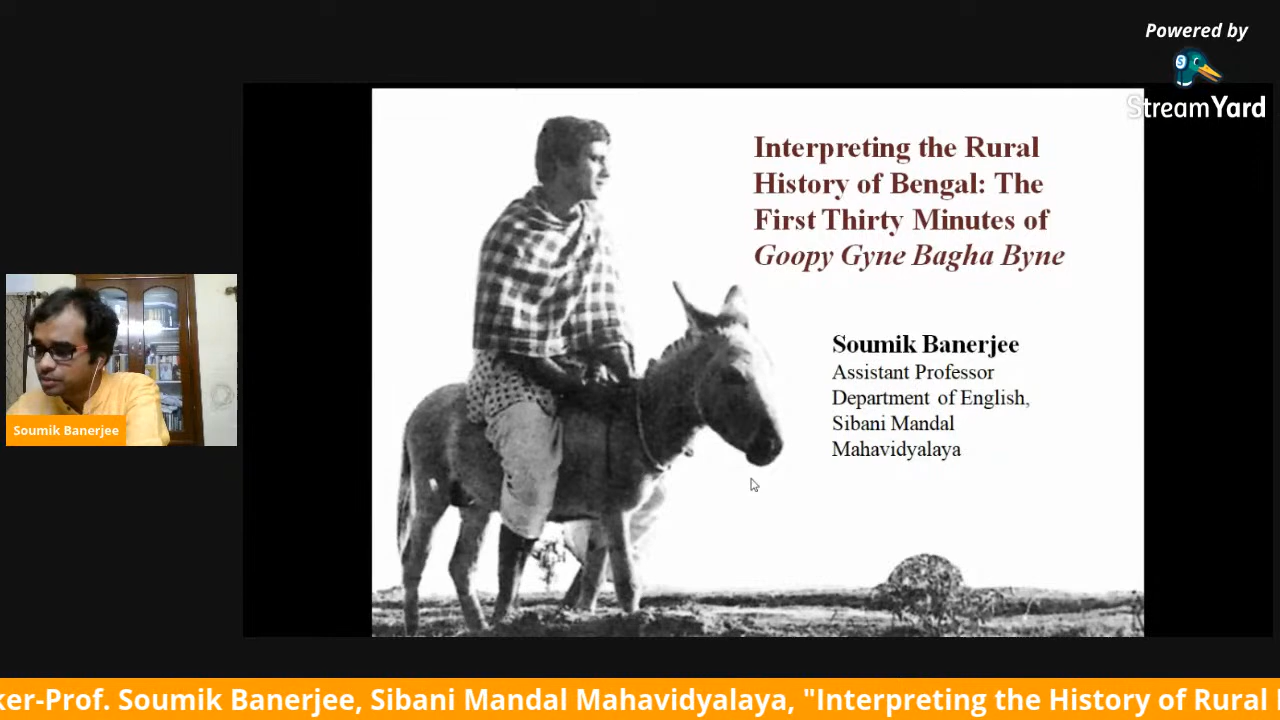 Powered by
StreamYard
Interpreting the Rural
History of Bengal: The
First Thirty Minutes of
Goopy Gyne Bagha Byne
Soumik Banerjee
Assistant Professor
Department of English,
Sibani Mandal
Mahavidyalaya
Soumik Banerjee
ker-Prof. Soumik Banerjee, Sibani Mandal Mahavidyalaya, "Interpreting the History of Rural